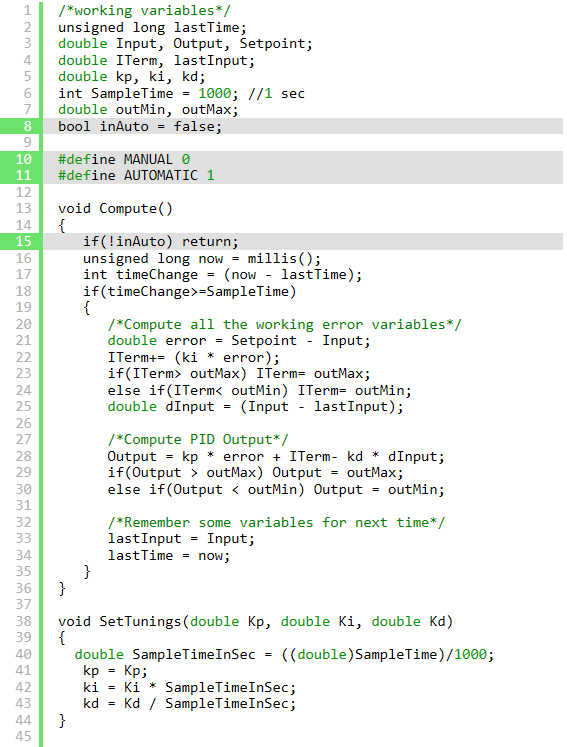 1 /*working variables*/
2 unsigned long lastTime;
3 double Input, Output, Setpoint;
4 double ITerm, lastInput;
5 double kp, ki, kd;
6 int SampleTime = 1000; //1 sec
7 double outMin, outMax;
8 bool inAuto = false;
9
10 #define MANUAL 0
11 #define AUTOMATIC 1
12
13 void Compute()
14 {
15    if(!inAuto) return;
16    unsigned long now = millis();
17    int timeChange = (now - lastTime);
18    if(timeChange>=SampleTime)
19    {
20       /*Compute all the working error variables*/
21       double error = Setpoint - Input;
22       ITerm+= (ki * error);
23       if(ITerm> outMax) ITerm= outMax;
24       else if(ITerm< outMin) ITerm= outMin;
25       double dInput = (Input - lastInput);
26
27       /*Compute PID Output*/
28       Output = kp * error + ITerm- kd * dInput;
29       if(Output > outMax) Output = outMax;
30       else if(Output < outMin) Output = outMin;
31
32       /*Remember some variables for next time*/
33       lastInput = Input;
34       lastTime = now;
35    }
36 }
37
38 void SetTunings(double Kp, double Ki, double Kd)
39 {
40   double SampleTimeInSec = ((double)SampleTime)/1000;
41    kp = Kp;
42    ki = Ki * SampleTimeInSec;
43    kd = Kd / SampleTimeInSec;
44 }
45